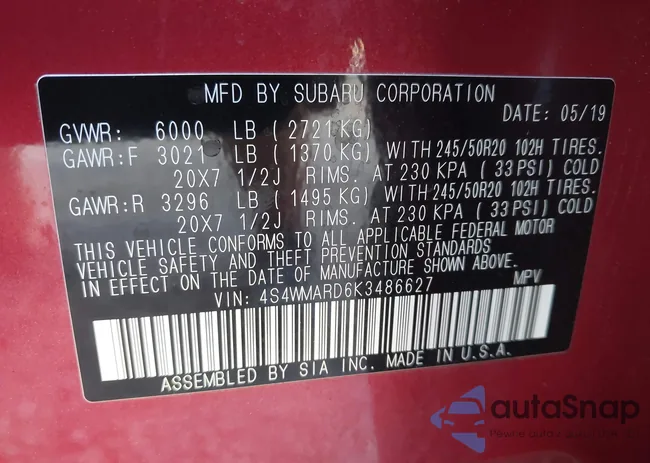 MFD BY SUBARU CORPORATION
DATE: 05/19
GVWR: 6000 LB (2721 KG)
GAWR:F 3021 LB (1370 KG) WITH 245/50R20 102H TIRES.
20X7 1/2J RIMS. AT 230 KPA (33 PSI) COLD
GAWR:R 3296 LB (1495 KG) WITH 245/50R20 102H TIRES.
20X7 1/2J RIMS. AT 230 KPA (33 PSI) COLD
THIS VEHICLE CONFORMS TO ALL APPLICABLE FEDERAL MOTOR
VEHICLE SAFETY AND THEFT PREVENTION STANDARDS
IN EFFECT ON THE DATE OF MANUFACTURE SHOWN ABOVE.
VIN: 4S4WMARD6K3486627 MPV
ASSEMBLED BY SIA INC. MADE IN U.S.A.
autaSnap